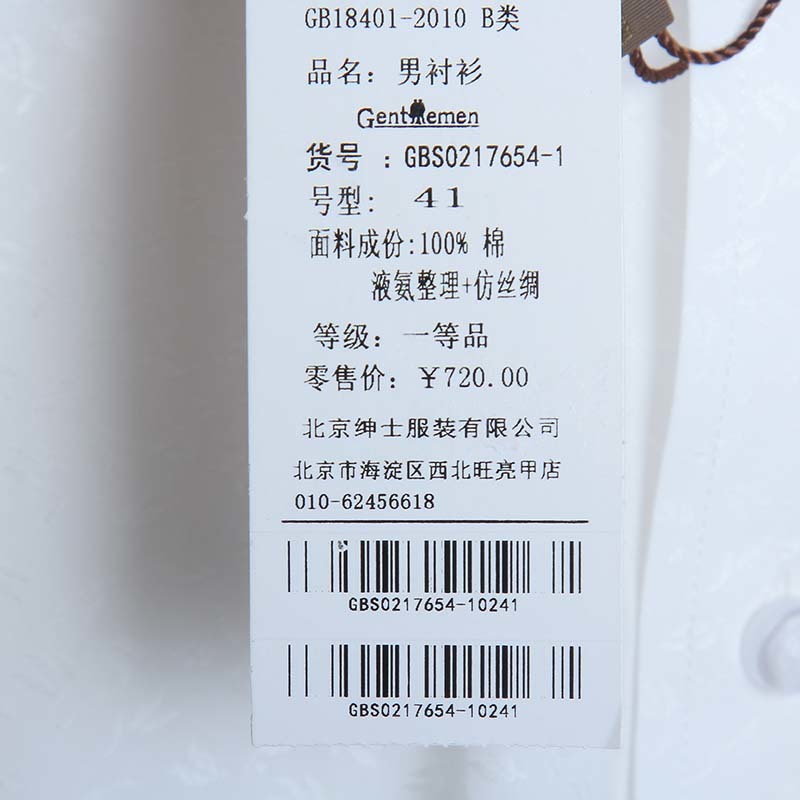 GB18401-2010 B类
品名: 男衬衫
Gentlemen
货号 : GBS0217654-1
号型: 41
面料成份:100% 棉
液氨整理+仿丝绸
等级: 一等品
零售价: ¥720.00
北京绅士服装有限公司
北京市海淀区西北旺亮甲店
010-62456618
GBS0217654-10241
GBS0217654-10241